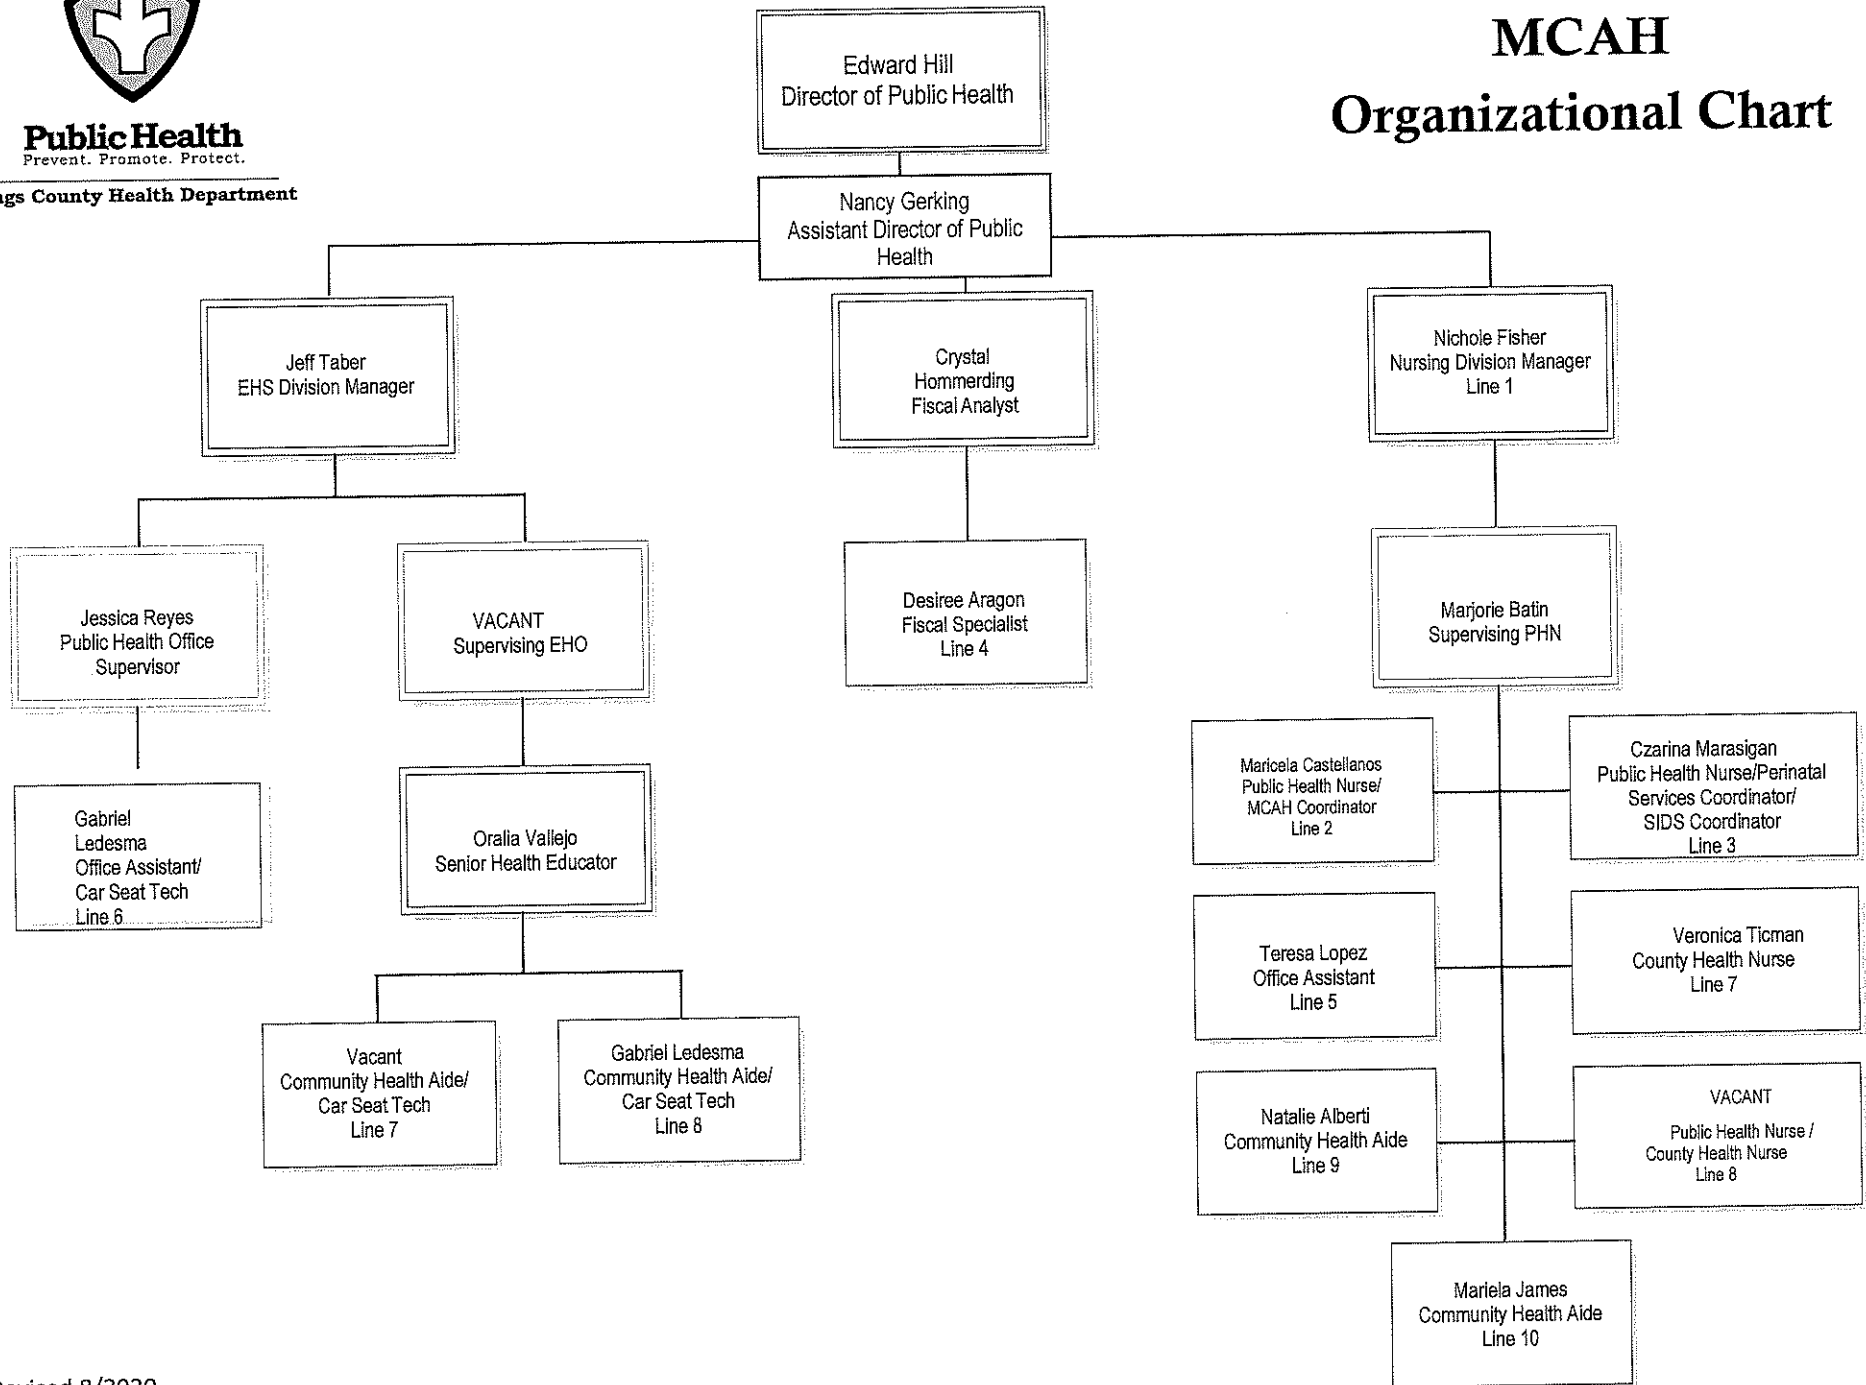 MCAH
Organizational Chart
Public Health
Prevent. Promote. Protect.
County Health Department
Edward Hill
Director of Public Health
Nancy Gerking
Assistant Director of Public
Health
Jeff Taber
EHS Division Manager
Crystal
Hommerding
Fiscal Analyst
Nichole Fisher
Nursing Division Manager
Line 1
Jessica Reyes
Public Health Office
Supervisor
VACANT
Supervising EHO
Desiree Aragon
Fiscal Specialist
Line 4
Marjorie Batin
Supervising PHN
Gabriel
Ledesma
Office Assistant/
Car Seat Tech
Line 6
Oralia Vallejo
Senior Health Educator
Maricela Castellanos
Public Health Nurse/
MCAH Coordinator
Line 2
Czarina Marasigan
Public Health Nurse/Perinatal
Services Coordinator/
SIDS Coordinator
Line 3
Teresa Lopez
Office Assistant
Line 5
Veronica Ticman
County Health Nurse
Line 7
Vacant
Community Health Aide/
Car Seat Tech
Line 7
Gabriel Ledesma
Community Health Aide/
Car Seat Tech
Line 8
Natalie Alberti
Community Health Aide
Line 9
VACANT
Public Health Nurse /
County Health Nurse
Line 8
Mariela James
Community Health Aide
Line 10